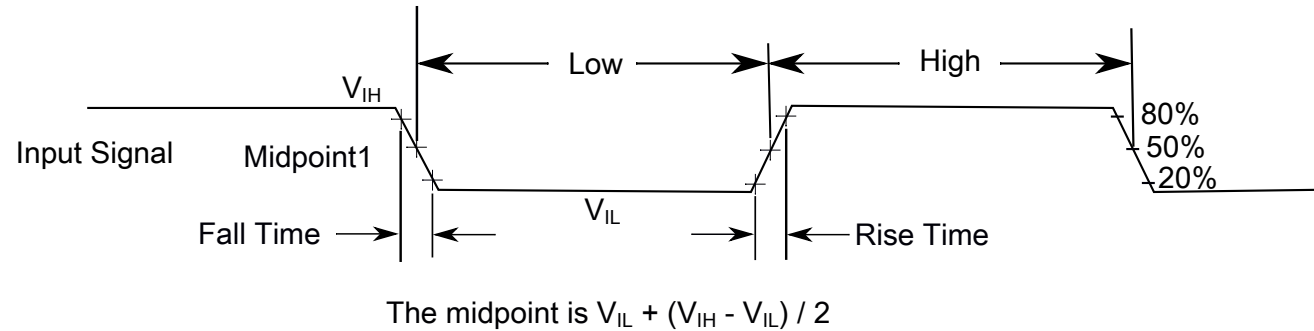 Low
High
VIH
80%
Input Signal
Midpoint1
50%
20%
VIL
Fall Time
Rise Time
The midpoint is VIL + (VIH - VIL) / 2